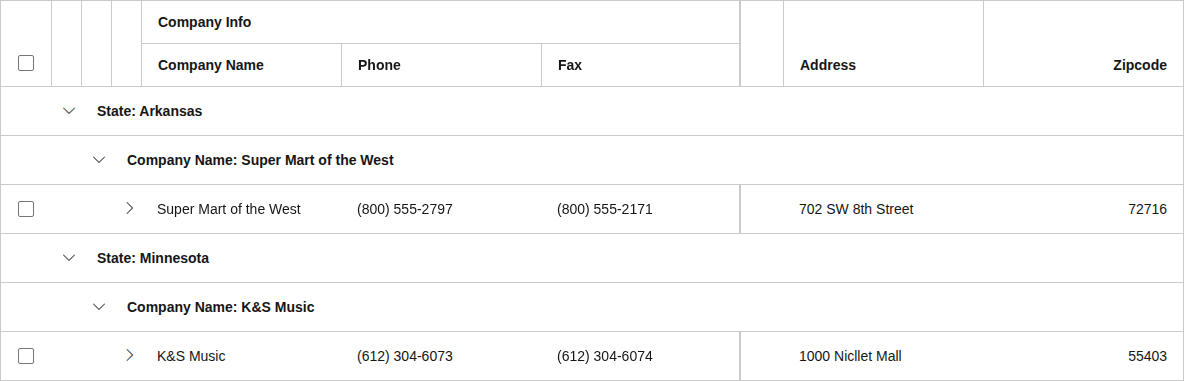 Company Info
Company Name Phone Fax Address Zipcode
State: Arkansas
Company Name: Super Mart of the West
Super Mart of the West (800) 555-2797 (800) 555-2171 702 SW 8th Street 72716
State: Minnesota
Company Name: K&S Music
K&S Music (612) 304-6073 (612) 304-6074 1000 Nicllet Mall 55403